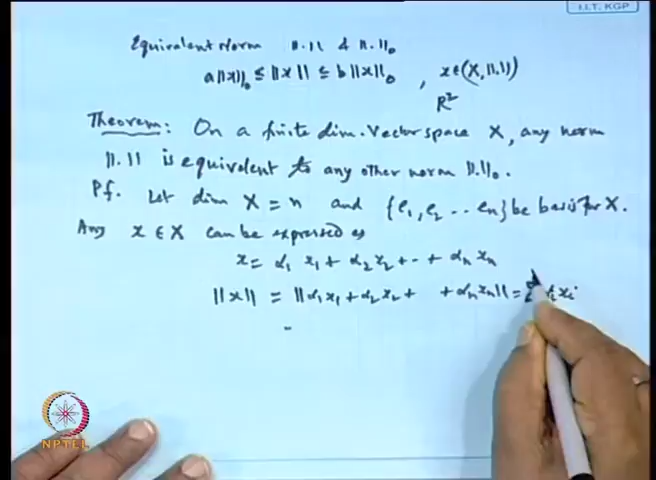 I.I.T. KGP
Equivalent norm ||.|| & ||.||₀
a||x||₀ ≤ ||x|| ≤ b||x||₀ , x ∈ (X, ||.||)
R²
Theorem: On a finite dim. Vector space X, any norm
||.|| is equivalent to any other norm ||.||₀.
Pf. Let dim X = n and {e₁, e₂ ... eₙ} be basis for X.
Any x ∈ X can be expressed as
x = α₁ x₁ + α₂ x₂ + .. + αₙ xₙ
||x|| = ||α₁x₁ + α₂x₂ + + αₙxₙ|| = Σ αᵢ xᵢ
=
NPTEL